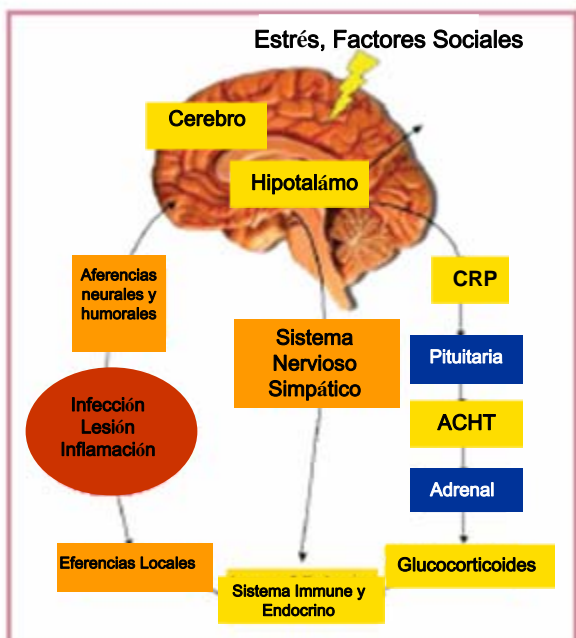 Estrés, Factores Sociales
Cerebro
Hipotalámo
Aferencias
neurales y
humorales
CRP
Sistema
Nervioso
Simpático
Pituitaria
Infección
Lesión
Inflamación
ACHT
Adrenal
Eferencias Locales
Glucocorticoides
Sistema Immune y
Endocrino